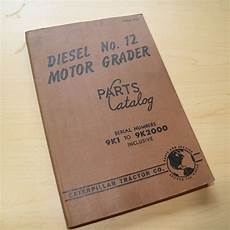 DIESEL No. 12
MOTOR GRADER
PARTS
Catalog
SERIAL NUMBERS
9K1 TO 9K2000
INCLUSIVE
CATERPILLAR TRACTOR CO.